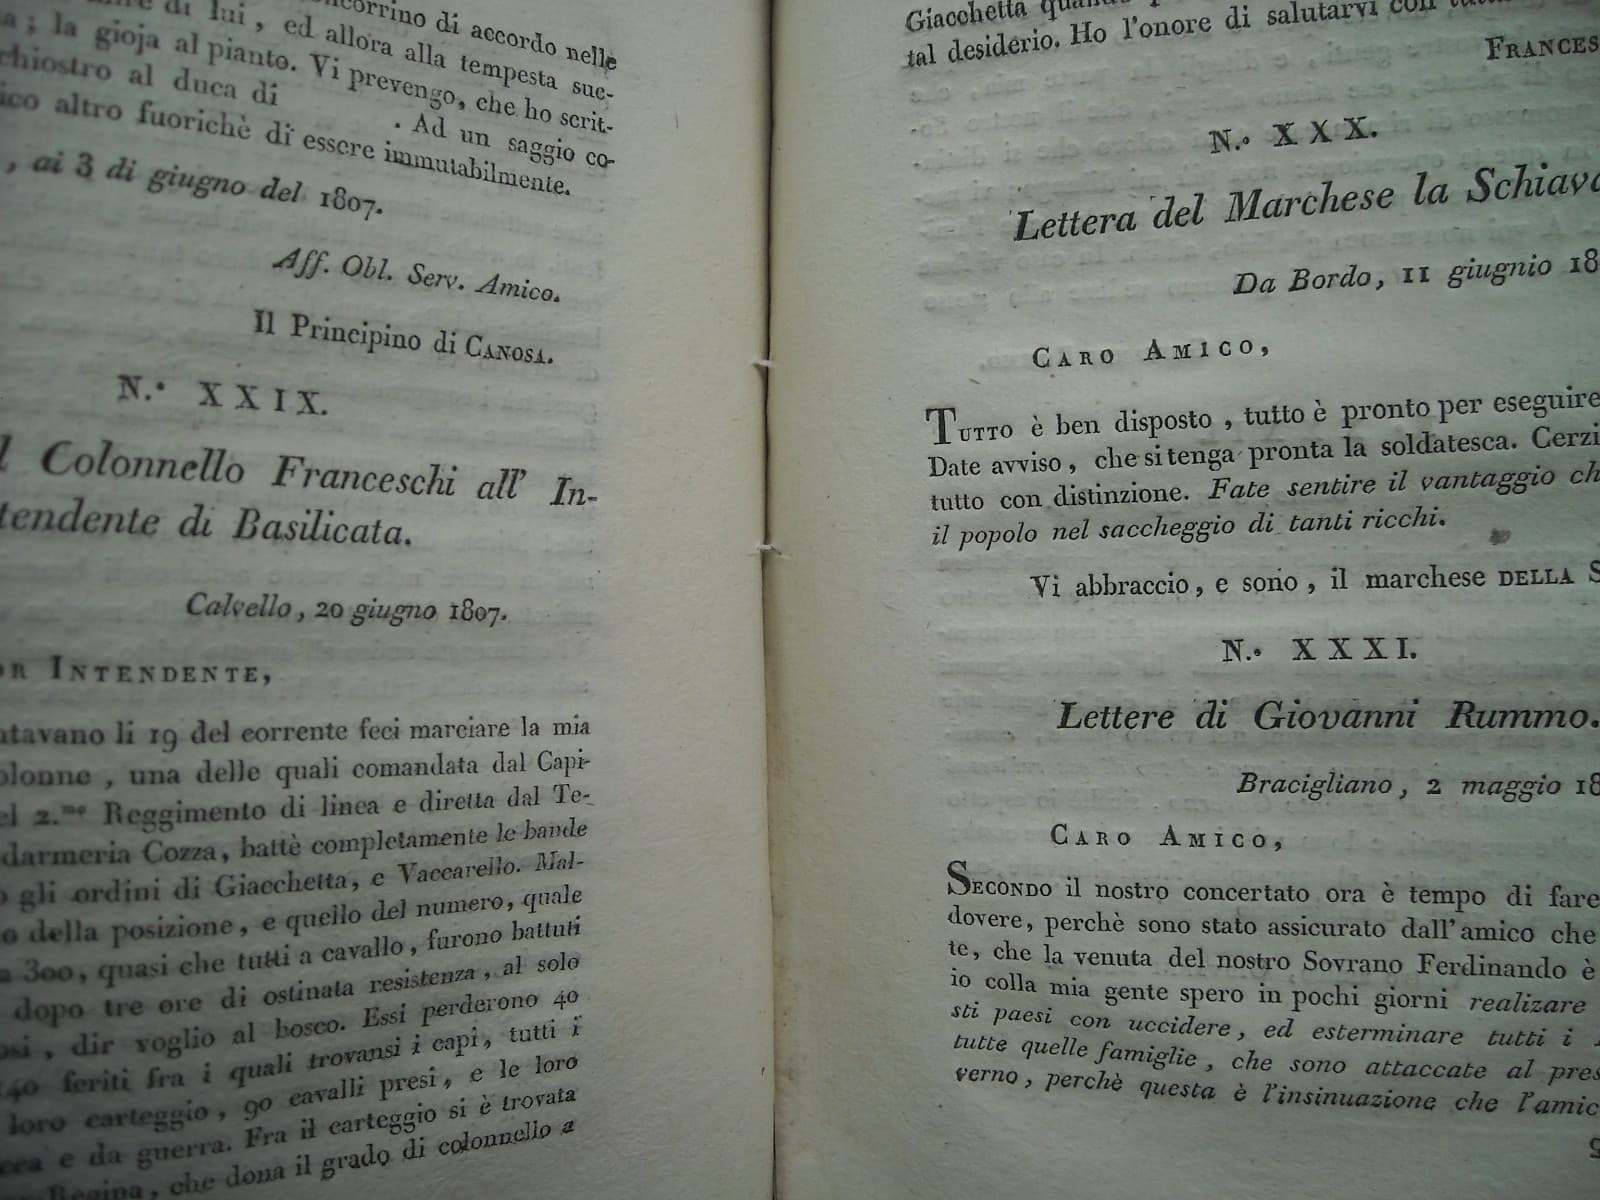 concorrino di accordo nelle
di lui, ed allora alla tempesta suc-
; la gioja al pianto. Vi prevengo, che ho scrit-
chiostro al duca di . Ad un saggio co-
ico altro fuorichè di essere immutabilmente.
, ai 3 di giugno del 1807.
Aff. Obl. Serv. Amico.
Il Principino di CANOSA.
N.° XXIX.
l Colonnello Franceschi all' In-
tendente di Basilicata.
Calvello, 20 giugno 1807.
OR INTENDENTE,
tavano li 19 del corrente feci marciare la mia
olonne, una delle quali comandata dal Capi-
el 2.me Reggimento di linea e diretta dal Te-
darmeria Cozza, battè completamente le bande
o gli ordini di Giacchetta, e Vaccarello. Mal-
o della posizione, e quello del numero, quale
a 300, quasi che tutti a cavallo, furono battuti
dopo tre ore di ostinata resistenza, al solo
osi, dir voglio al bosco. Essi perderono 40
40 feriti fra i quali trovansi i capi, tutti i
loro carteggio, 90 cavalli presi, e le loro
cca e da guerra. Fra il carteggio si è trovata
Regina, che dona il grado di colonnello a
Giacchetta
tal desiderio. Ho l'onore di salutarvi con
FRANCES
N.° XXX.
Lettera del Marchese la Schiava
Da Bordo, 11 giugnio 18
CARO AMICO,
TUTTO è ben disposto, tutto è pronto per eseguire
Date avviso, che si tenga pronta la soldatesca. Cerzi
tutto con distinzione. Fate sentire il vantaggio ch
il popolo nel saccheggio di tanti ricchi.
Vi abbraccio, e sono, il marchese DELLA S
N.° XXXI.
Lettere di Giovanni Rummo.
Bracigliano, 2 maggio 18
CARO AMICO,
SECONDO il nostro concertato ora è tempo di fare
dovere, perchè sono stato assicurato dall'amico che
te, che la venuta del nostro Sovrano Ferdinando è
io colla mia gente spero in pochi giorni realizare
sti paesi con uccidere, ed esterminare tutti i
tutte quelle famiglie, che sono attaccate al pres
verno, perchè questa è l'insinuazione che l'amic